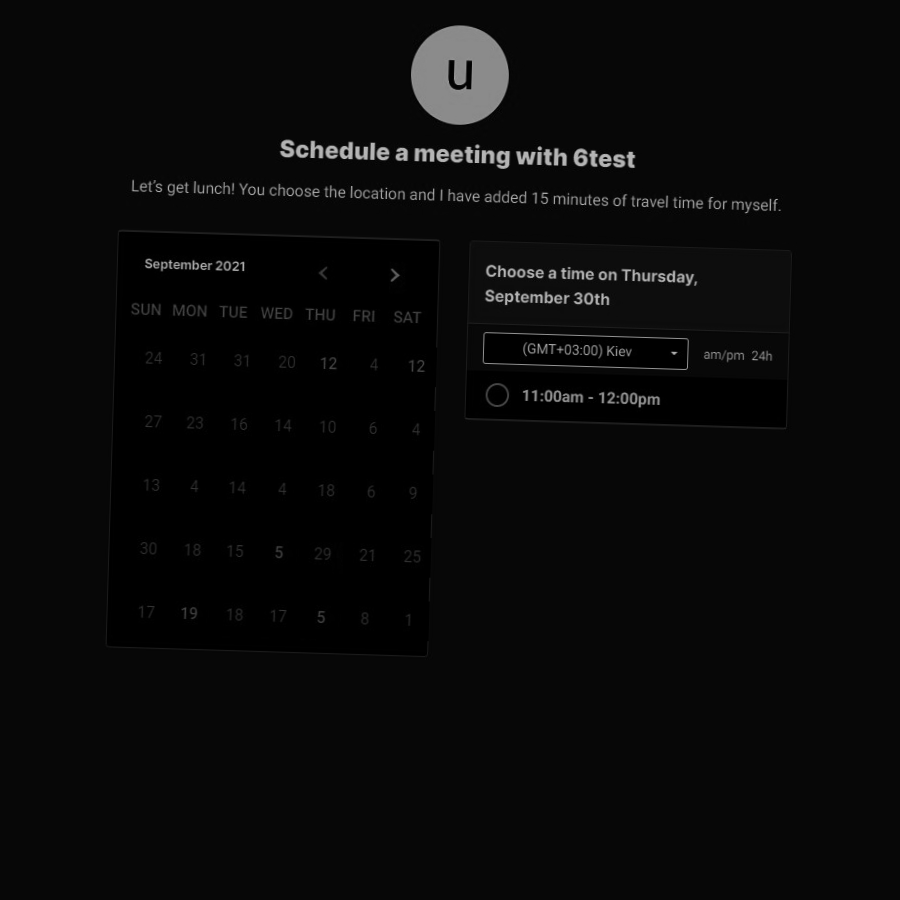 u
Schedule a meeting with 6test
Let's get lunch! You choose the location and I have added 15 minutes of travel time for myself.
September 2021
SUN MON TUE WED THU FRI SAT
24 31 31 20 12 4 12
27 23 16 14 10 6 4
13 4 14 4 18 6 9
30 18 15 5 29 21 25
17 19 18 17 5 8 1
Choose a time on Thursday,
September 30th
(GMT+03:00) Kiev
am/pm 24h
11:00am - 12:00pm